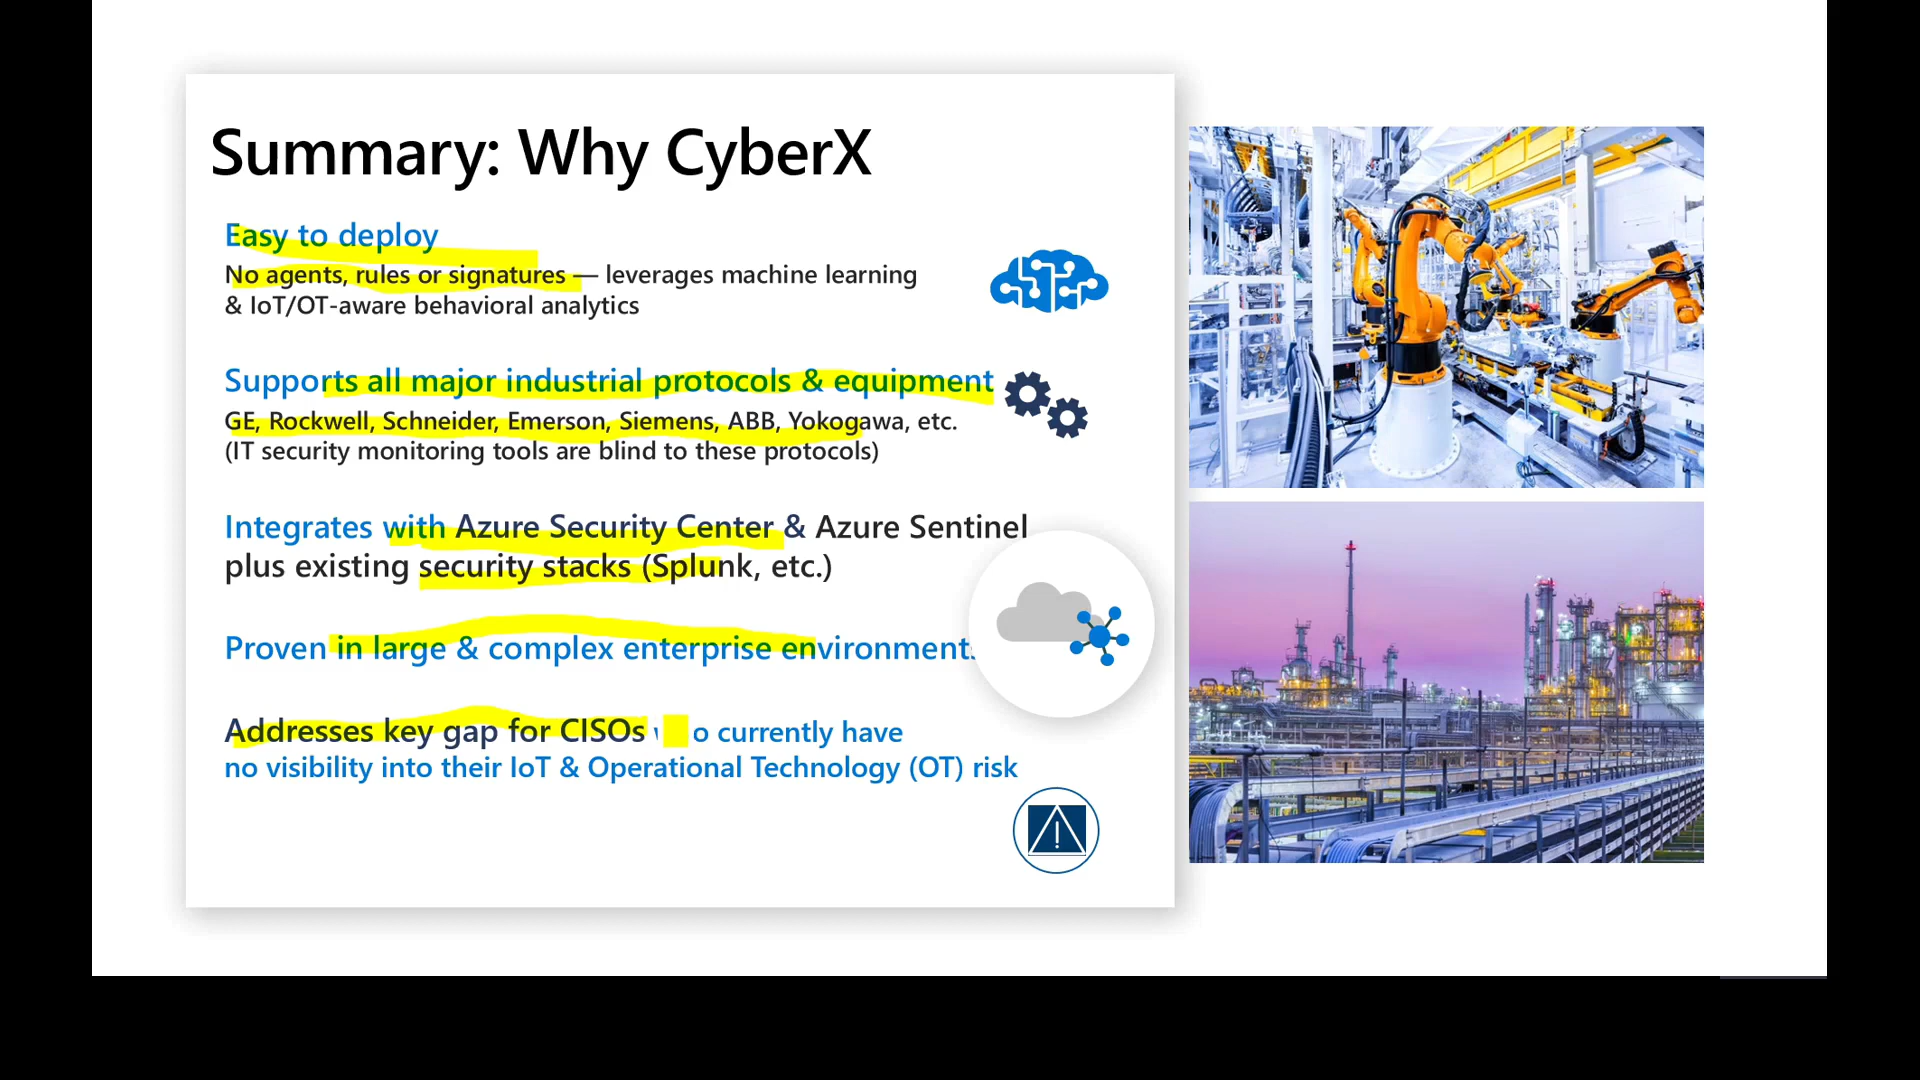 Summary: Why CyberX
Easy to deploy
No agents, rules or signatures — leverages machine learning
& IoT/OT-aware behavioral analytics
Supports all major industrial protocols & equipment
GE, Rockwell, Schneider, Emerson, Siemens, ABB, Yokogawa, etc.
(IT security monitoring tools are blind to these protocols)
Integrates with Azure Security Center & Azure Sentinel
plus existing security stacks (Splunk, etc.)
Proven in large & complex enterprise environments
Addresses key gap for CISOs currently have
no visibility into their IoT & Operational Technology (OT) risk